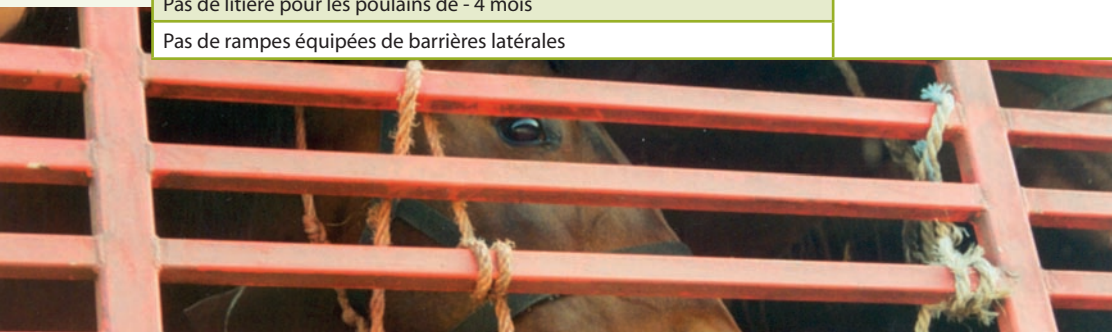 Pas de litière pour les poulains de - 4 mois
Pas de rampes équipées de barrières latérales